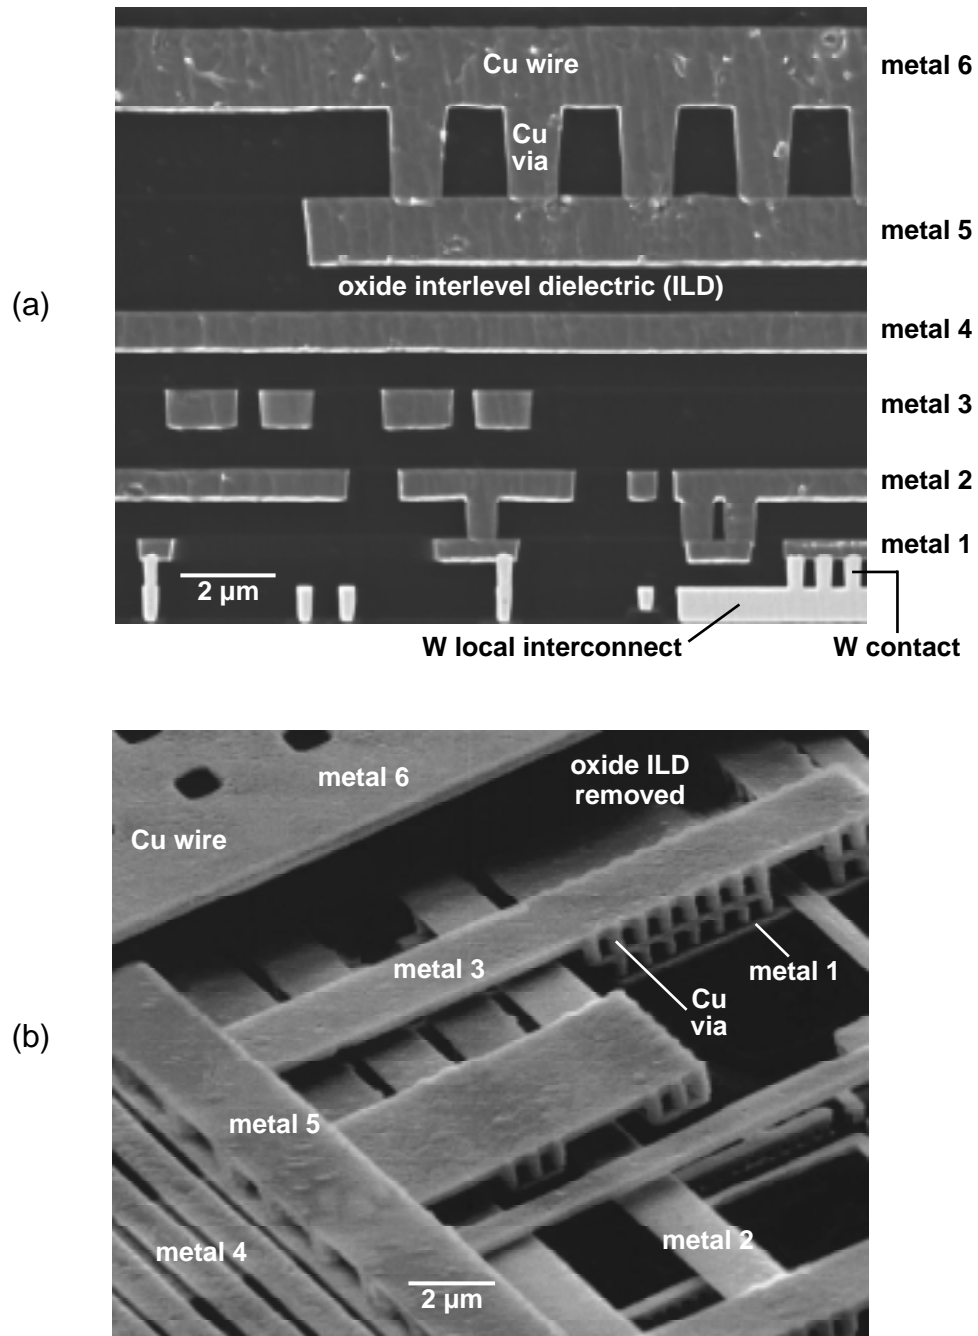 (a)
Cu wire
metal 6
Cu
via
metal 5
oxide interlevel dielectric (ILD)
metal 4
metal 3
metal 2
metal 1
2 µm
W local interconnect
W contact
(b)
metal 6
oxide ILD
removed
Cu wire
metal 3
metal 1
Cu
via
metal 5
metal 4
metal 2
2 µm